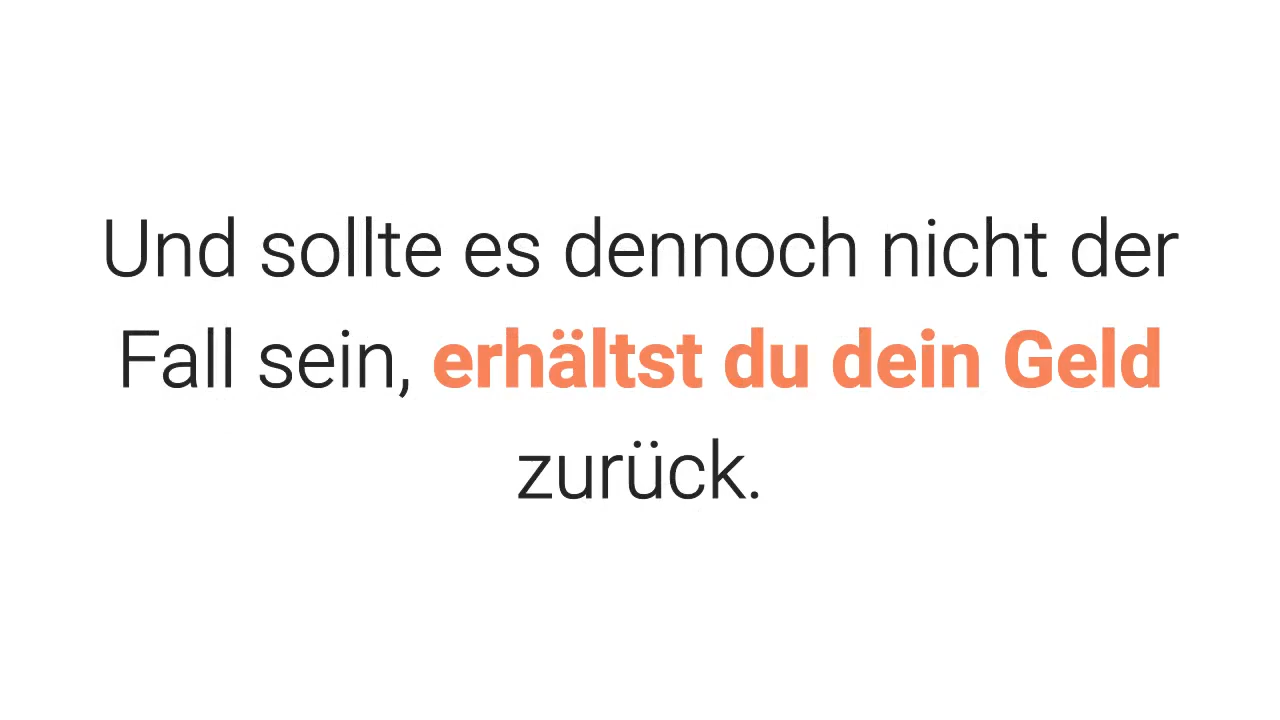 Und sollte es dennoch nicht der
Fall sein, erhältst du dein Geld
zurück.